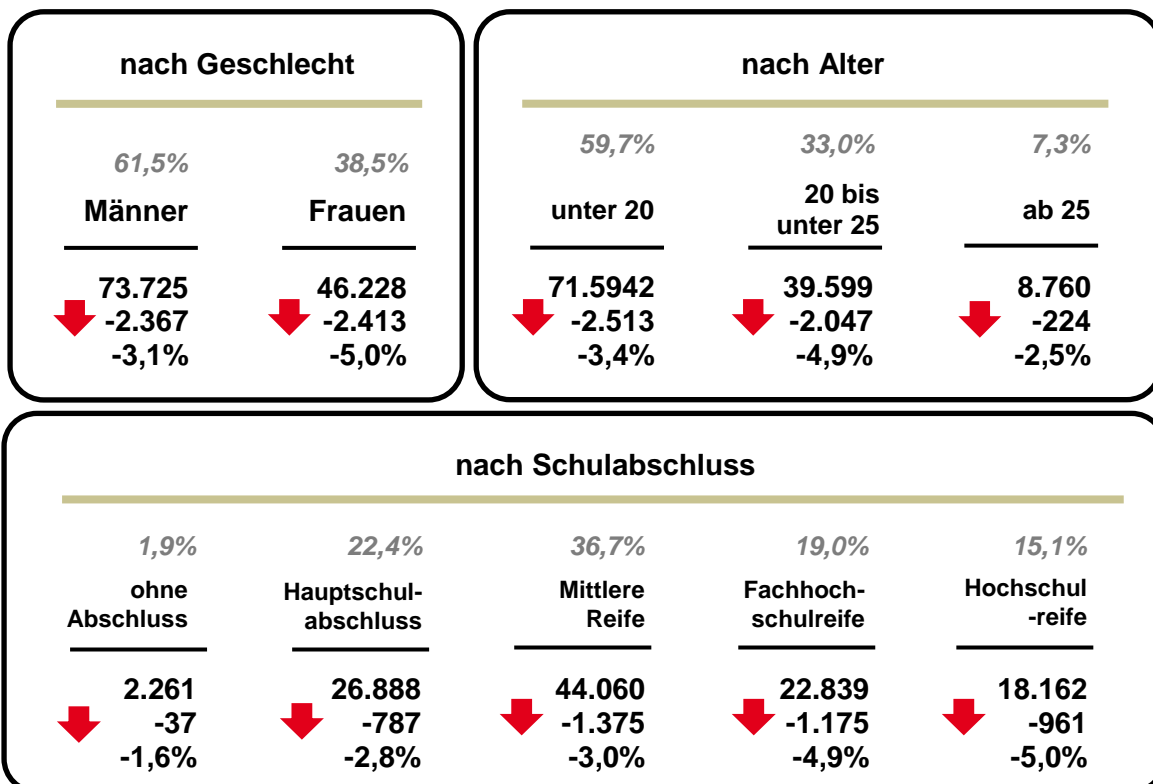 nach Geschlecht
61,5% 38,5%
Männer Frauen
73.725 46.228
-2.367 -2.413
-3,1% -5,0%
nach Alter
59,7% 33,0% 7,3%
unter 20 20 bis unter 25 ab 25
71.5942 39.599 8.760
-2.513 -2.047 -224
-3,4% -4,9% -2,5%
nach Schulabschluss
1,9% 22,4% 36,7% 19,0% 15,1%
ohne Hauptschul- Mittlere Fachhoch- Hochschul
Abschluss abschluss Reife schulreife -reife
2.261 26.888 44.060 22.839 18.162
-37 -787 -1.375 -1.175 -961
-1,6% -2,8% -3,0% -4,9% -5,0%